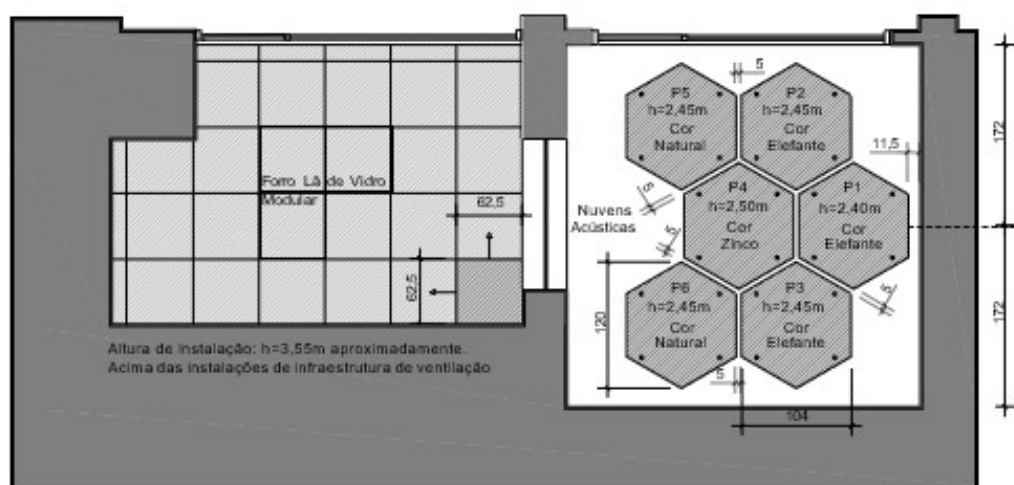 5
P5
h=2,45m
Cor
Natural
P2
h=2,45m
Cor
Elefante
11,5
172
Forro Lã de Vidro
Modular
62,5
5
P4
h=2,50m
Cor
Zinco
P1
h=2,40m
Cor
Elefante
Nuvens
Acústicas
5
62,5
120
P6
h=2,45m
Cor
Natural
P3
h=2,45m
Cor
Elefante
5
172
Altura de instalação: h=3,55m aproximadamente.
Acima das instalações de infraestrutura de ventilação
5
104